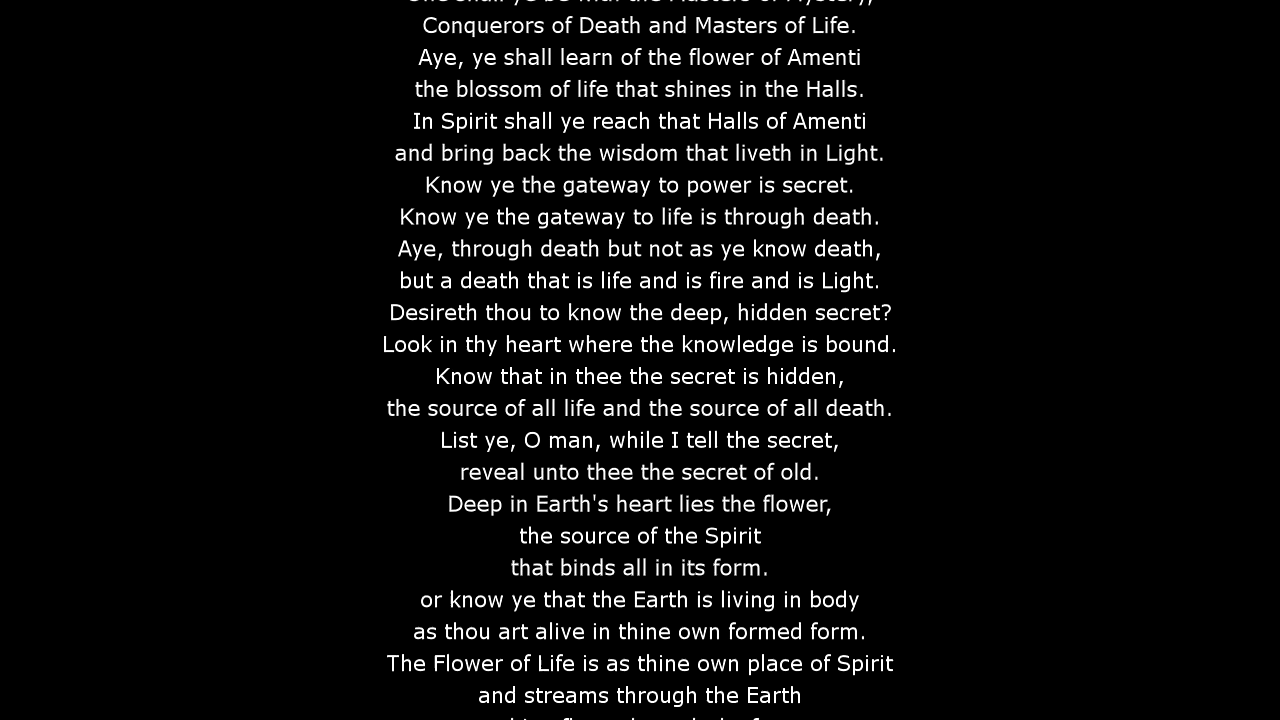 Conquerors of Death and Masters of Life.
Aye, ye shall learn of the flower of Amenti
the blossom of life that shines in the Halls.
In Spirit shall ye reach that Halls of Amenti
and bring back the wisdom that liveth in Light.
Know ye the gateway to power is secret.
Know ye the gateway to life is through death.
Aye, through death but not as ye know death,
but a death that is life and is fire and is Light.
Desireth thou to know the deep, hidden secret?
Look in thy heart where the knowledge is bound.
Know that in thee the secret is hidden,
the source of all life and the source of all death.
List ye, O man, while I tell the secret,
reveal unto thee the secret of old.
Deep in Earth's heart lies the flower,
the source of the Spirit
that binds all in its form.
or know ye that the Earth is living in body
as thou art alive in thine own formed form.
The Flower of Life is as thine own place of Spirit
and streams through the Earth